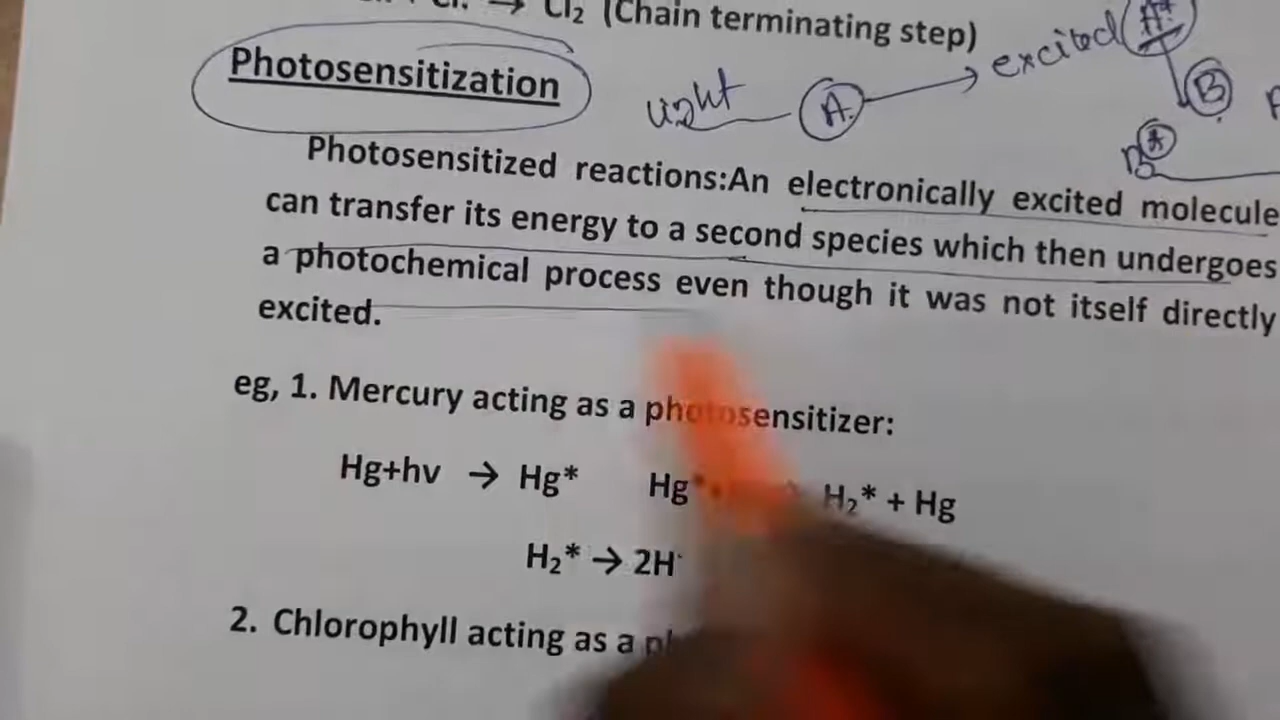 → Cl₂ (Chain terminating step)
Photosensitization
light A → excited A*
B
B*
Photosensitized reactions:An electronically excited molecule
can transfer its energy to a second species which then undergoes
a photochemical process even though it was not itself directly
excited.
eg, 1. Mercury acting as a photosensitizer:
Hg+hv → Hg* Hg H₂* + Hg
H₂* → 2H·
2. Chlorophyll acting as a